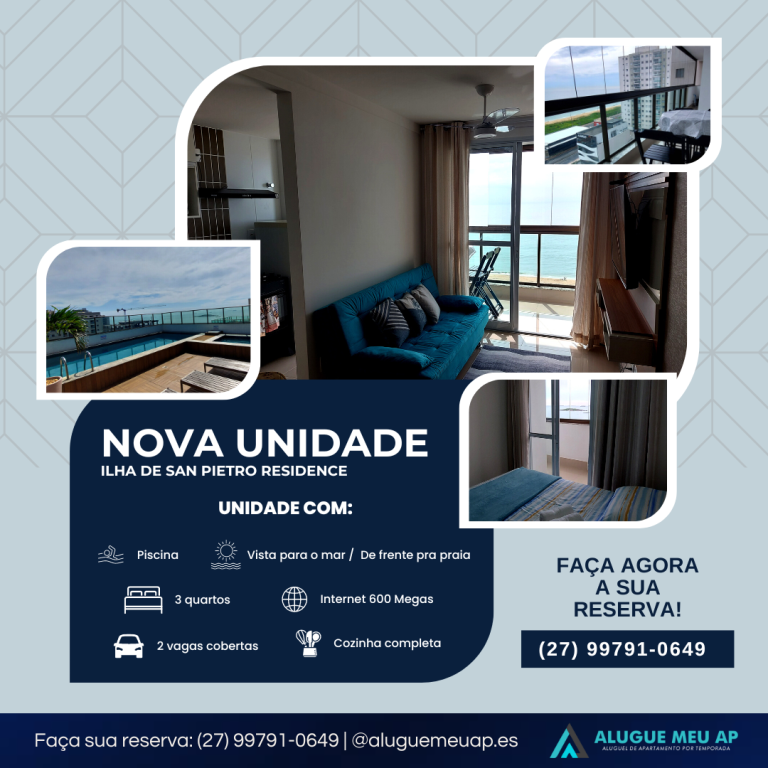 NOVA UNIDADE
ILHA DE SAN PIETRO RESIDENCE
UNIDADE COM:
Piscina
Vista para o mar / De frente pra praia
3 quartos
Internet 600 Megas
2 vagas cobertas
Cozinha completa
FAÇA AGORA
A SUA
RESERVA!
(27) 99791-0649
Faça sua reserva: (27) 99791-0649 | @aluguemeuap.es
ALUGUE MEU AP
ALUGUEL DE APARTAMENTO POR TEMPORADA